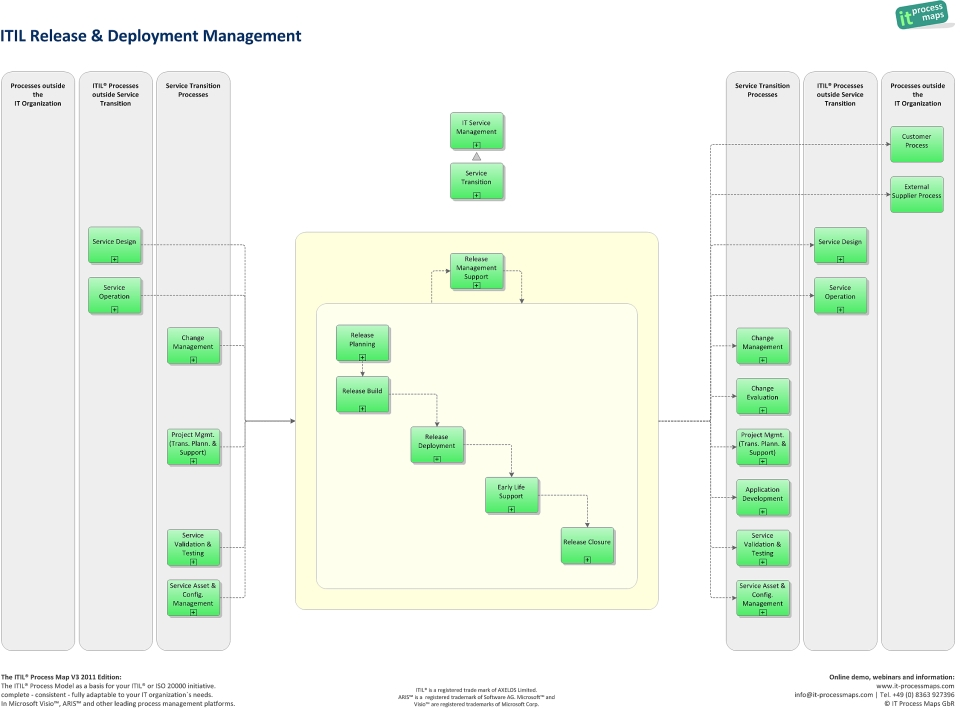 it process
maps
ITIL Release & Deployment Management
Processes outside
the
IT Organization
ITIL® Processes
outside Service
Transition
Service Transition
Processes
Service Transition
Processes
ITIL® Processes
outside Service
Transition
Processes outside
the
IT Organization
IT Service
Management
Service
Transition
Customer
Process
External
Supplier Process
Service Design
Service
Operation
Change
Management
Project Mgmt.
(Trans. Plann. &
Support)
Service
Validation &
Testing
Service Asset &
Config.
Management
Release
Management
Support
Release
Planning
Release Build
Release
Deployment
Early Life
Support
Release Closure
Service Design
Service
Operation
Change
Management
Change
Evaluation
Project Mgmt.
(Trans. Plann. &
Support)
Application
Development
Service
Validation &
Testing
Service Asset &
Config.
Management
The ITIL® Process Map V3 2011 Edition:
The ITIL® Process Model as a basis for your ITIL® or ISO 20000 initiative.
complete - consistent - fully adaptable to your IT organization´s needs.
In Microsoft Visio™, ARIS™ and other leading process management platforms.
ITIL® is a registered trade mark of AXELOS Limited.
ARIS™ is a registered trademark of Software AG. Microsoft™ and
Visio™ are registered trademarks of Microsoft Corp.
Online demo, webinars and information:
www.it-processmaps.com
info@it-processmaps.com | Tel. +49 (0) 8363 927396
© IT Process Maps GbR